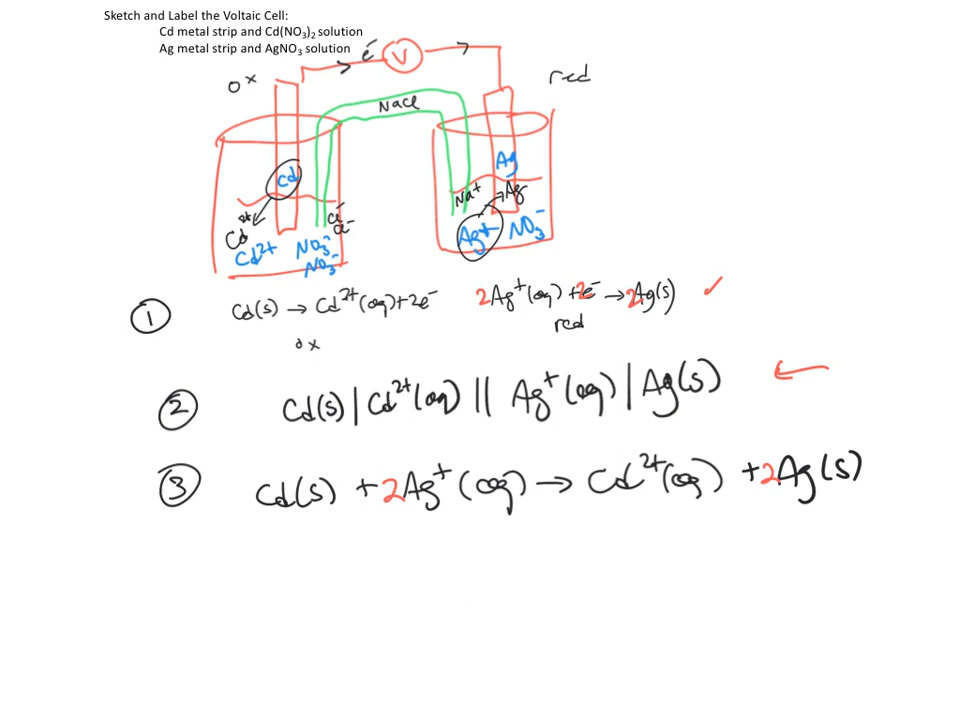 Sketch and Label the Voltaic Cell:
Cd metal strip and Cd(NO₃)₂ solution
Ag metal strip and AgNO₃ solution
ox
e⁻
V
red
NaCl
Cd
Ag
Na⁺
Ag
Cl⁻
Cl⁻
Cd²⁺
Cd²⁺
NO₃⁻
NO₃⁻
Ag⁺
NO₃⁻
① Cd(s) → Cd²⁺(aq) + 2e⁻ 2Ag⁺(aq) + 2e⁻ → 2Ag(s) ✓
ox
red
② Cd(s) | Cd²⁺(aq) || Ag⁺(aq) | Ag(s) ←
③ Cd(s) + 2Ag⁺(aq) → Cd²⁺(aq) + 2Ag(s)